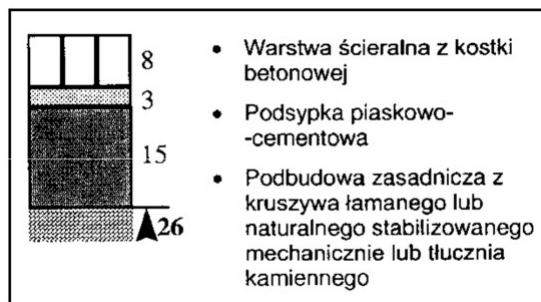 8
3
15
26
• Warstwa ścieralna z kostki
betonowej
• Podsypka piaskowo-
-cementowa
• Podbudowa zasadnicza z
kruszywa łamanego lub
naturalnego stabilizowanego
mechanicznie lub tłucznia
kamiennego